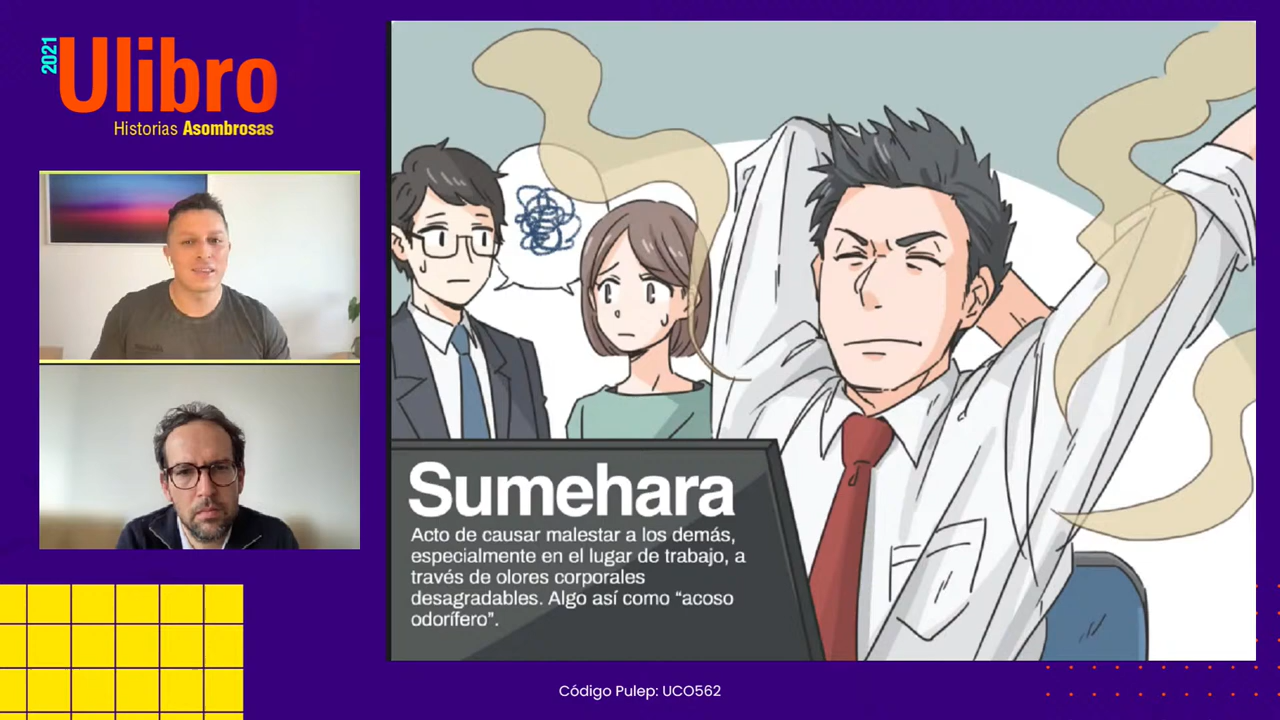 2021
Ulibro
Historias Asombrosas
Sumehara
Acto de causar malestar a los demás,
especialmente en el lugar de trabajo, a
través de olores corporales
desagradables. Algo así como “acoso
odorífero”.
Código Pulep: UCO562